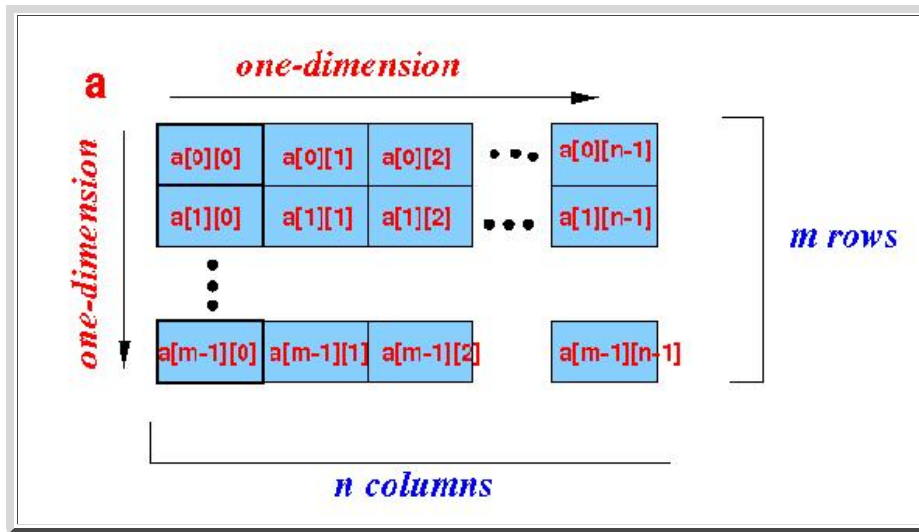 one-dimension
a
one-dimension
a[0][0] a[0][1] a[0][2] a[0][n-1]
a[1][0] a[1][1] a[1][2] a[1][n-1]
m rows
a[m-1][0] a[m-1][1] a[m-1][2] a[m-1][n-1]
n columns